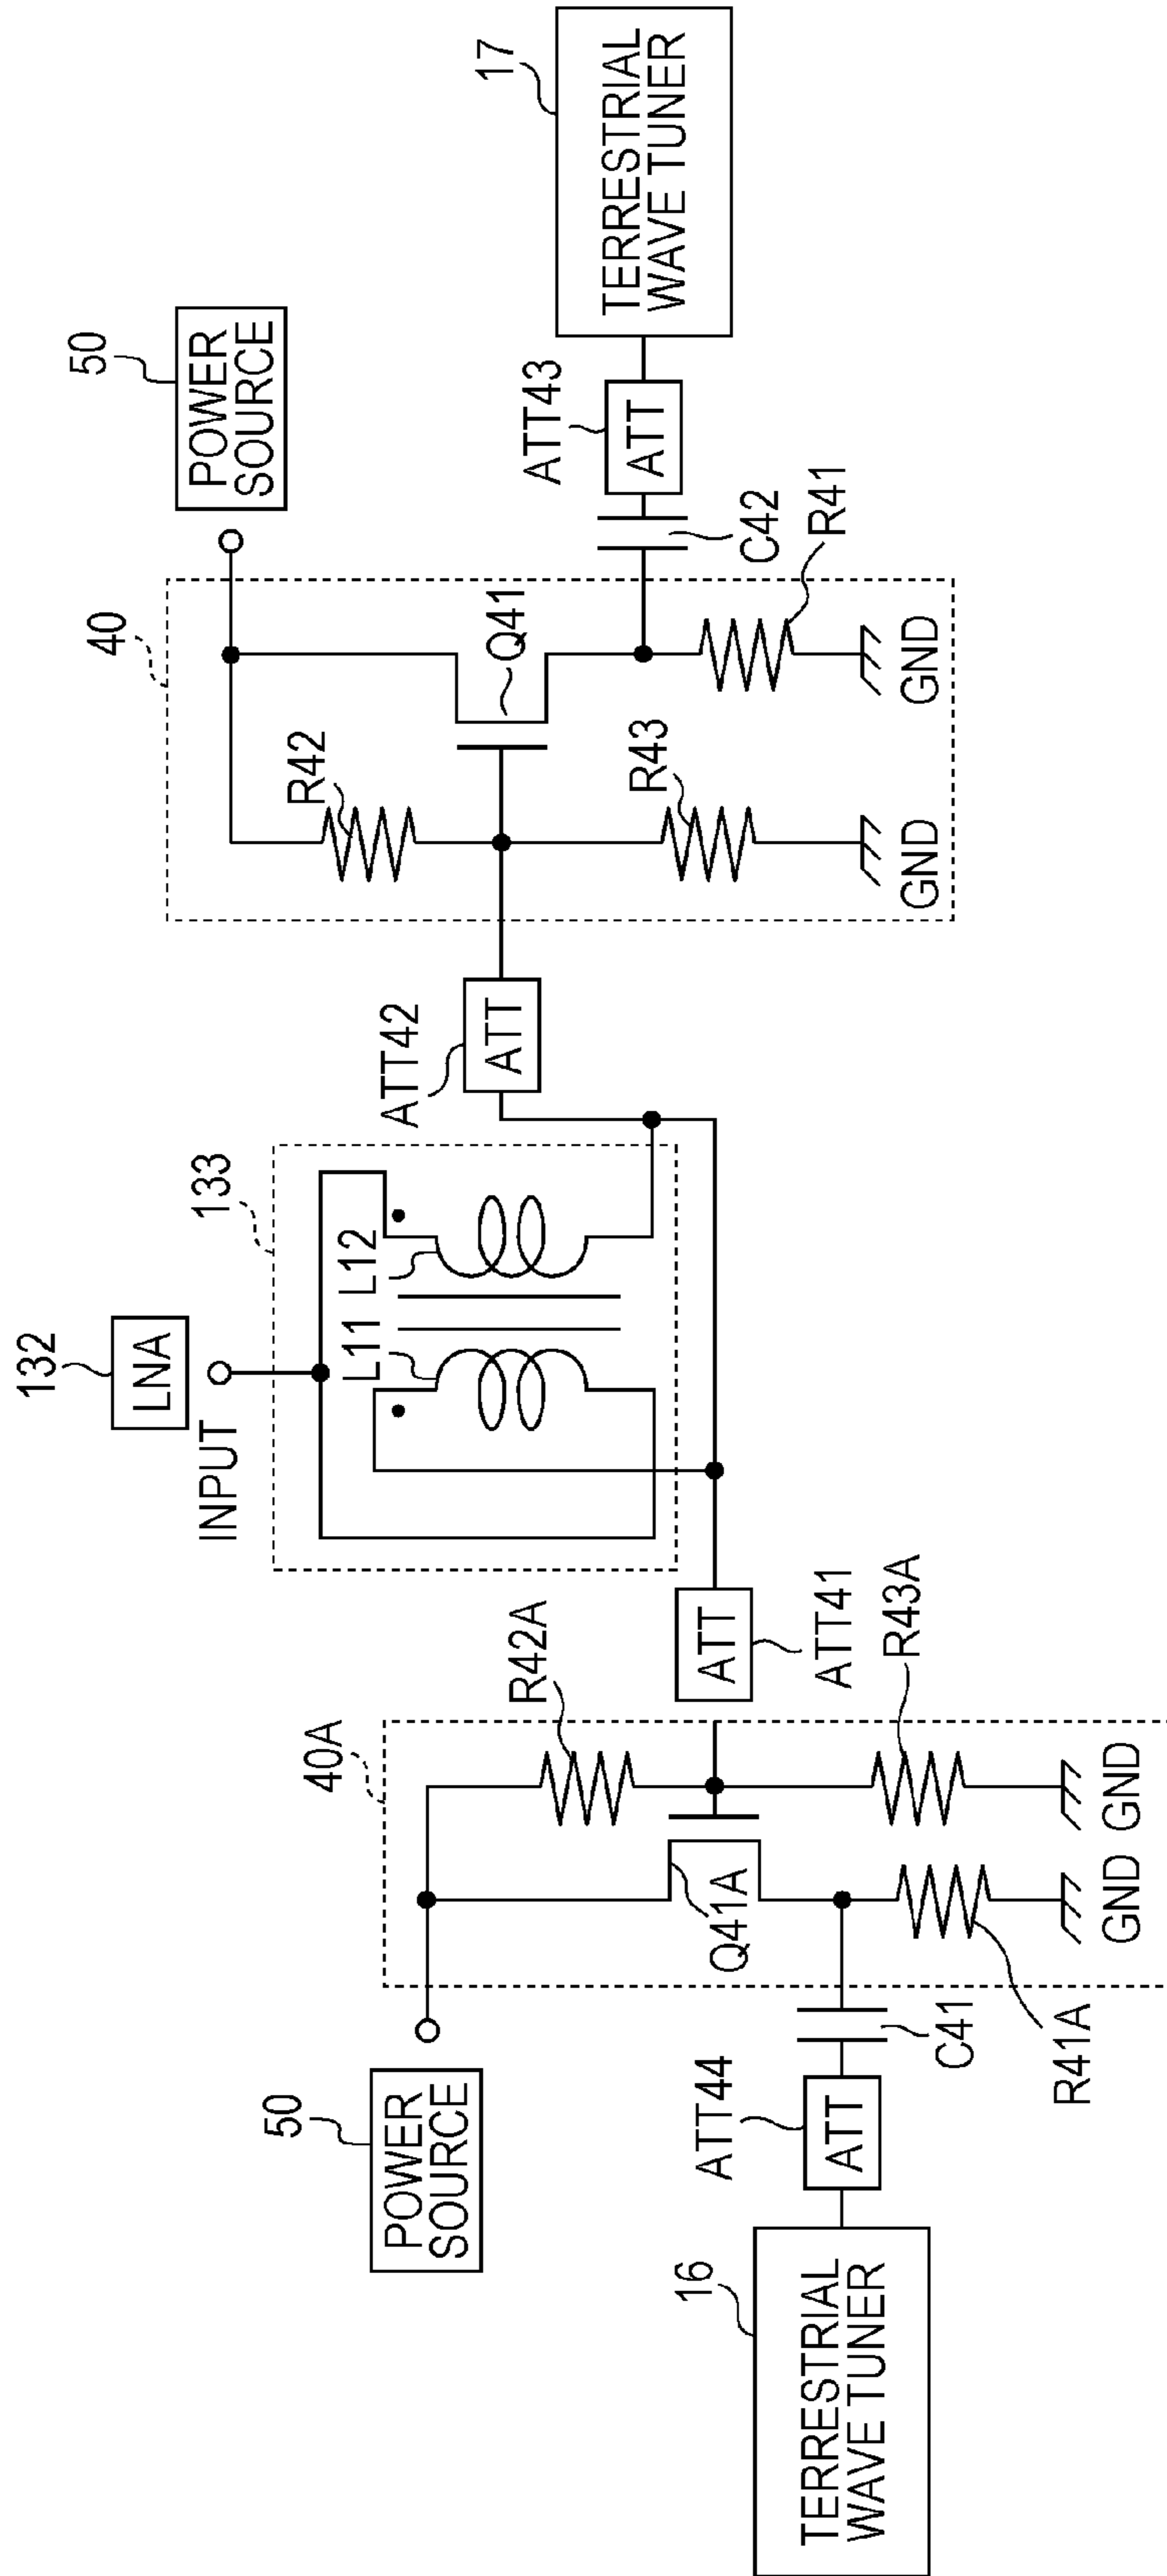 132
LNA
INPUT
133
L11
L12
50
POWER
SOURCE
40A
R42A
Q41A
R43A
R41A
GND
GND
ATT41
ATT
C41
ATT44
ATT
16
TERRESTRIAL
WAVE TUNER
ATT42
ATT
40
R42
Q41
R43
R41
GND
GND
50
POWER
SOURCE
C42
ATT43
ATT
17
TERRESTRIAL
WAVE TUNER